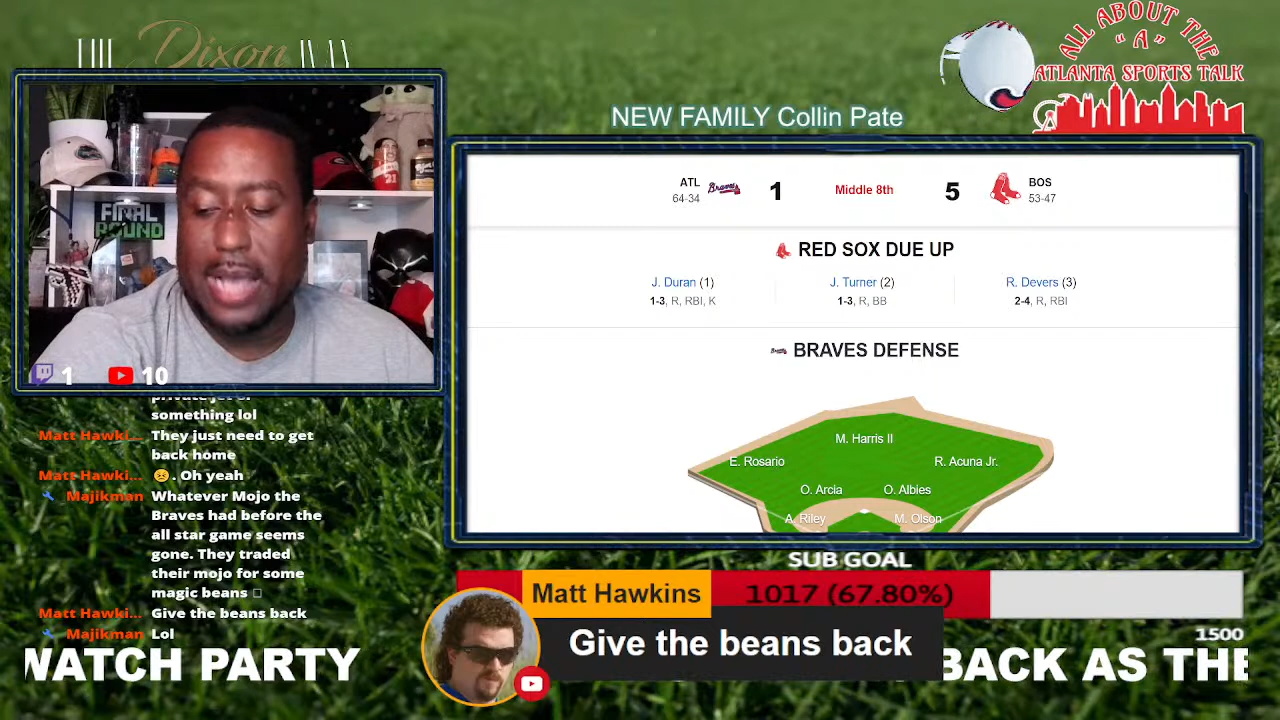 Dixon
ALL ABOUT THE
"A"
ATLANTA SPORTS TALK
NEW FAMILY Collin Pate
FINAL
ROUND
ATL
Braves
64-34
1
Middle 8th
5
BOS
53-47
RED SOX DUE UP
J. Duran (1)
1-3, R, RBI, K
J. Turner (2)
1-3, R, BB
R. Devers (3)
2-4, R, RBI
BRAVES DEFENSE
M. Harris II
E. Rosario
R. Acuna Jr.
O. Arcia
O. Albies
A. Riley
M. Olson
1
10
something lol
Matt Hawki... They just need to get
back home
Matt Hawki... 😣. Oh yeah
Majikman Whatever Mojo the
Braves had before the
all star game seems
gone. They traded
their mojo for some
magic beans □
Matt Hawki... Give the beans back
Majikman Lol
SUB GOAL
1017 (67.80%)
1500
Matt Hawkins
Give the beans back
WATCH PARTY
BACK AS THE